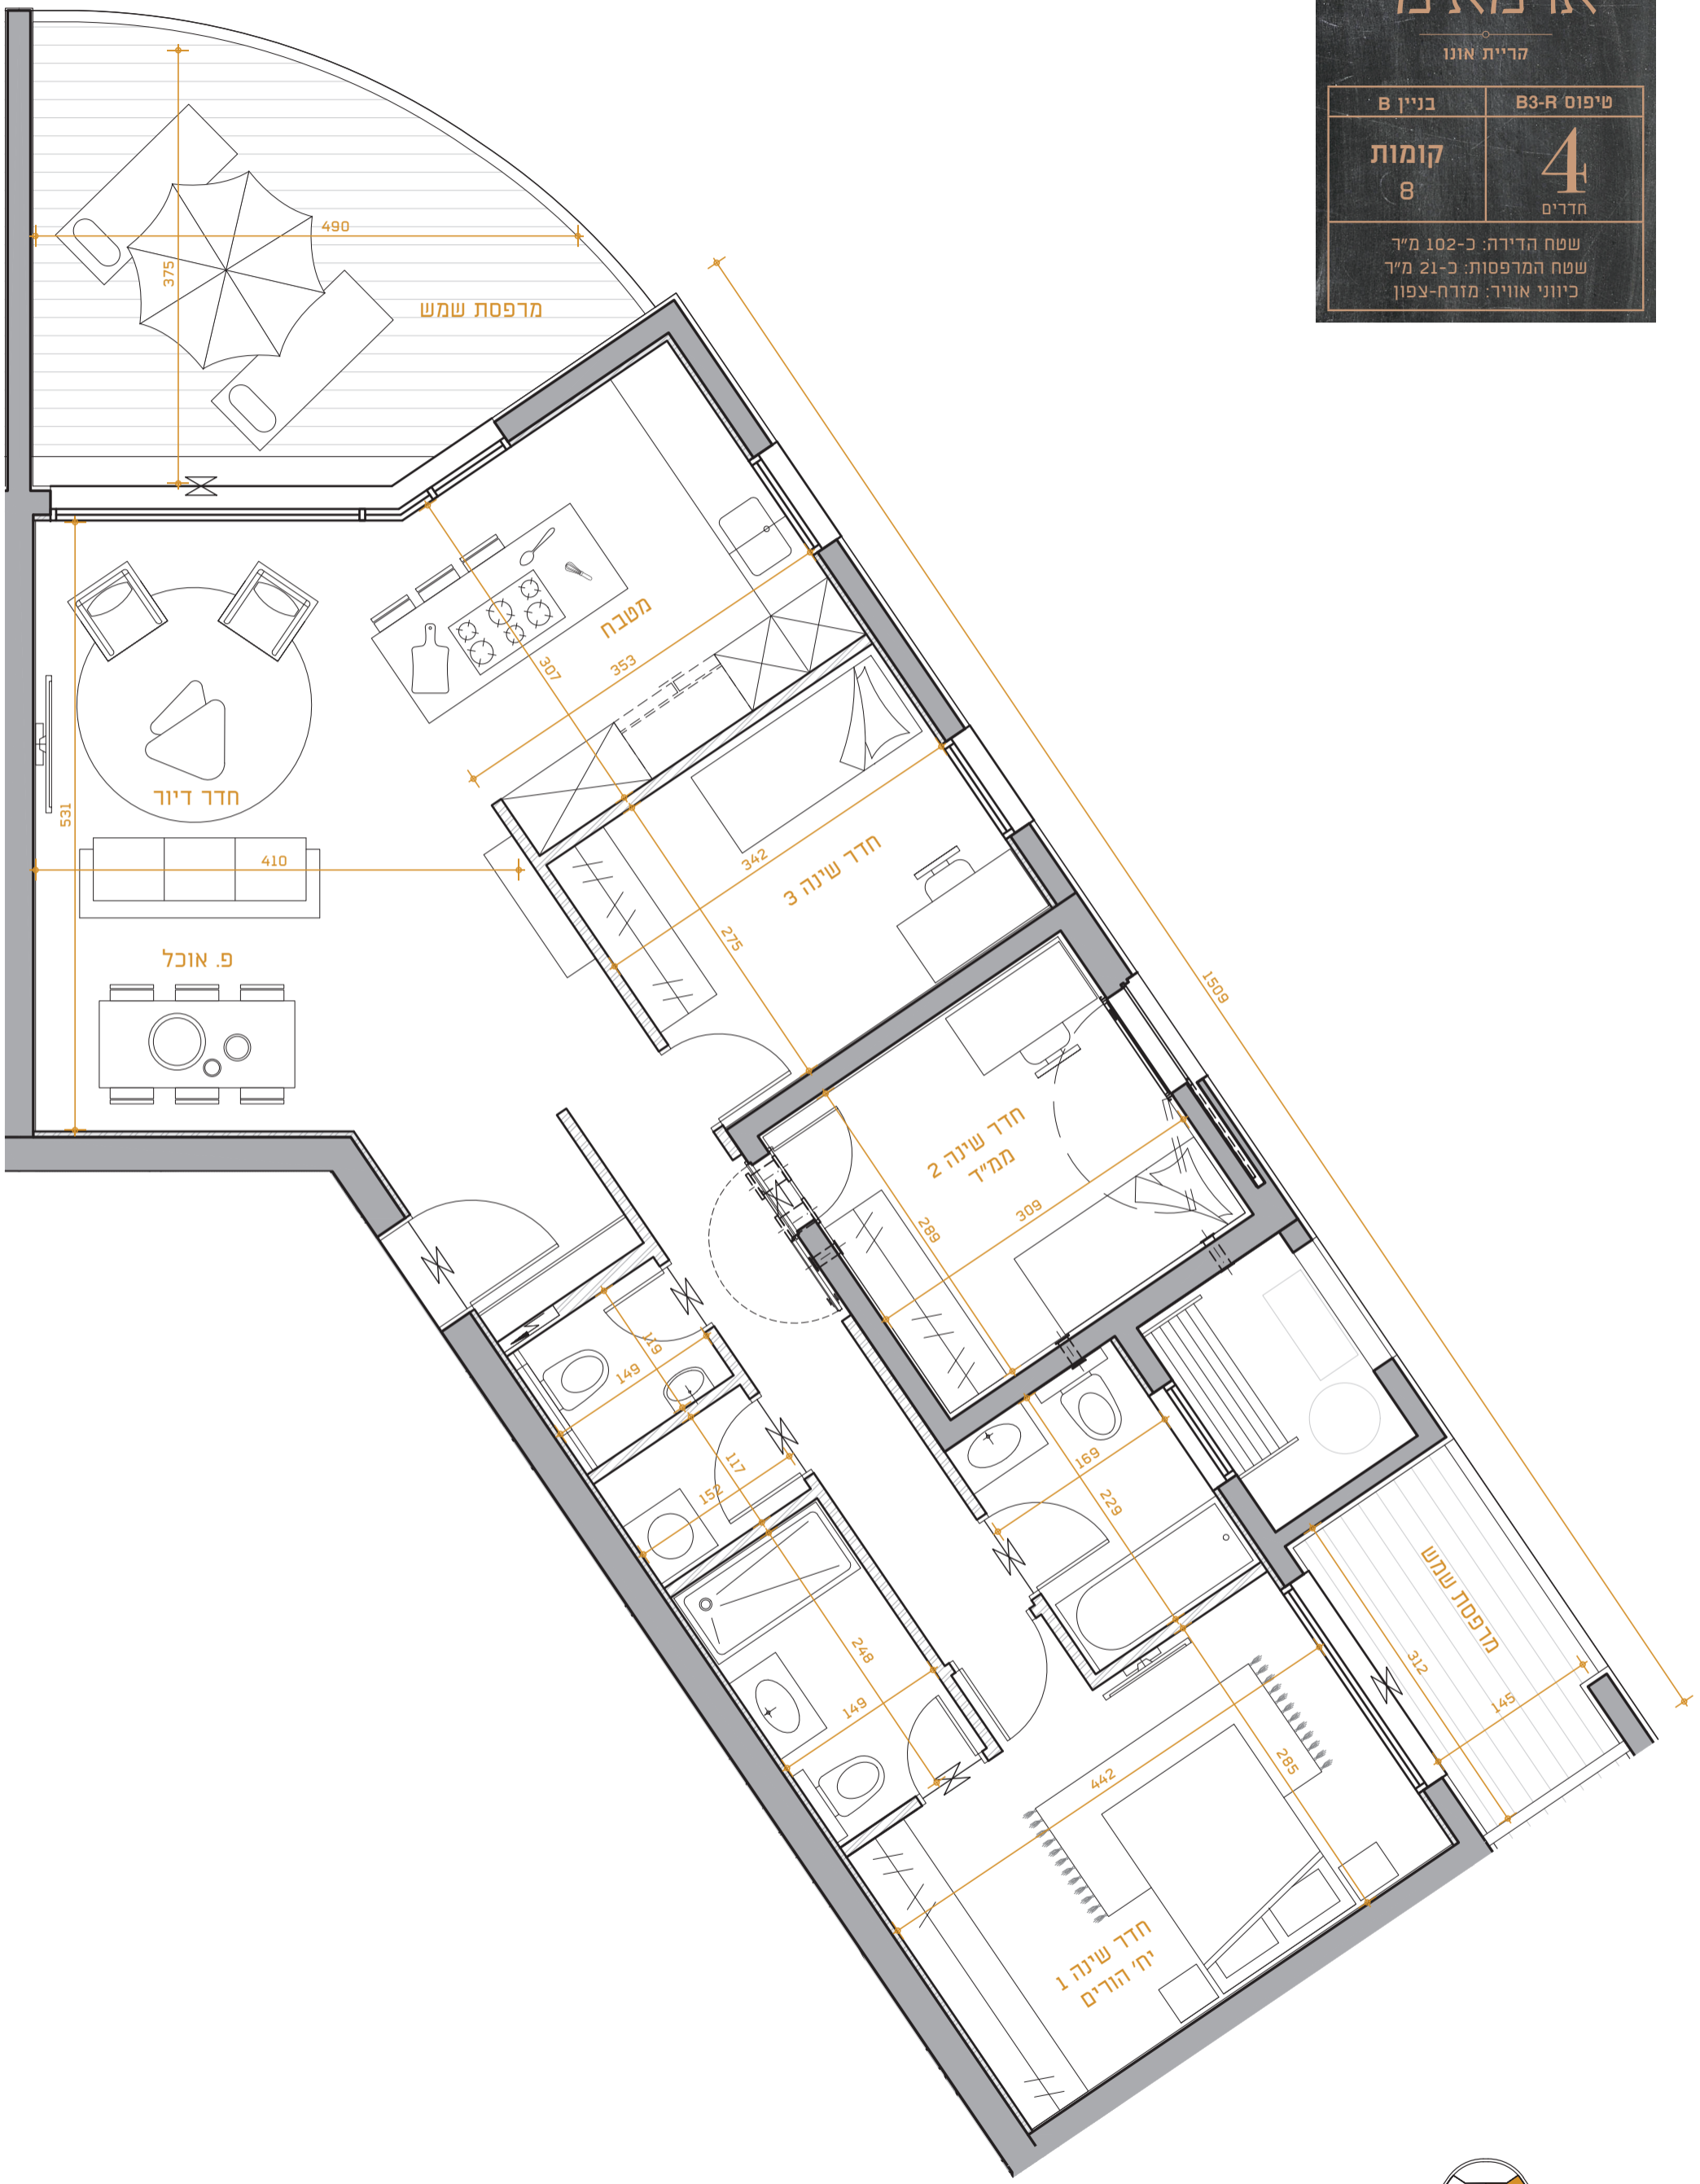 קריית אונו
טיפוס B3-R
בניין B
4
חדרים
קומות
8
שטח הדירה: כ-102 מ״ר
שטח המרפסות: כ-21 מ״ר
כיווני אוויר: מזרח-צפון
490
375
מרפסת שמש
מטבח
307
353
חדר דיור
531
410
342
חדר שינה 3
275
פ. אוכל
1509
חדר שינה 2
ממ״ד
289
309
119
149
117
152
169
229
248
149
מרפסת שמש
312
145
442
285
חדר שינה 1
יח׳ הורים